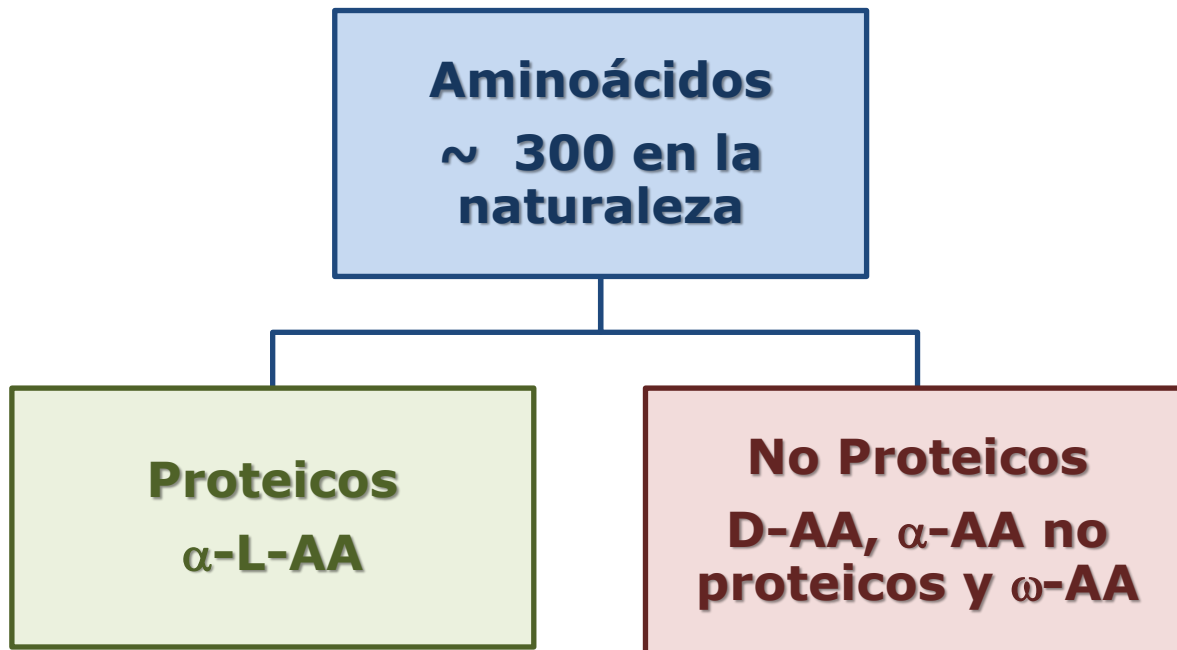 Aminoácidos
~ 300 en la
naturaleza
Proteicos
α-L-AA
No Proteicos
D-AA, α-AA no
proteicos y ω-AA